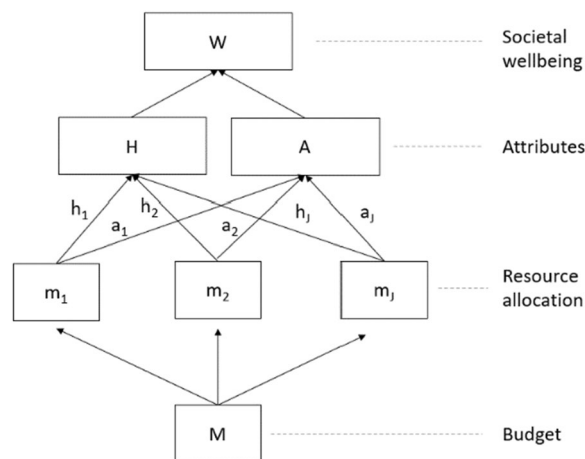 W
Societal
wellbeing
H
A
Attributes
h₁
a₁
h₂
a₂
hJ
aJ
m₁
m₂
mJ
Resource
allocation
M
Budget